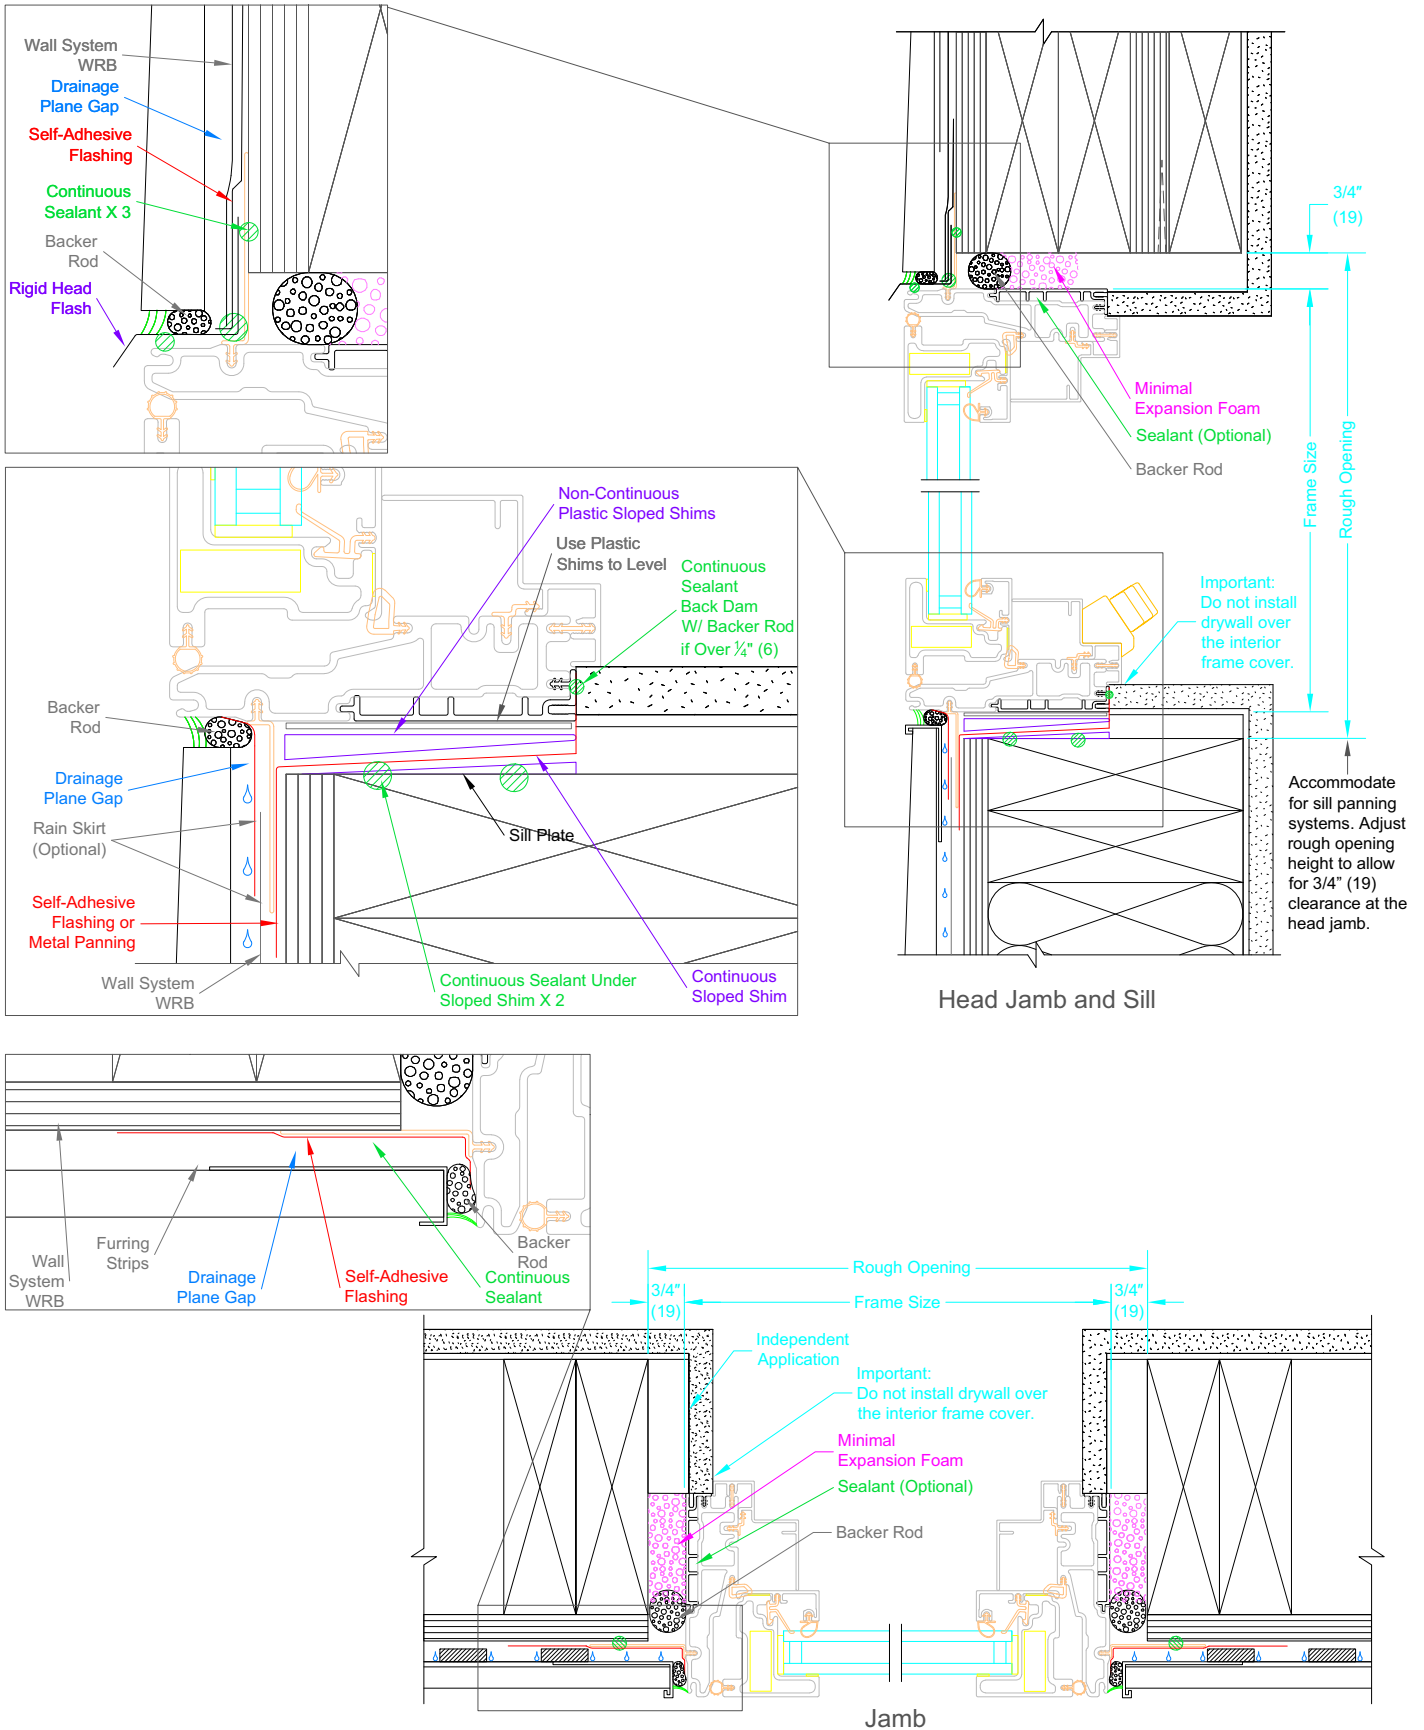 Wall System
WRB
Drainage
Plane Gap
Self-Adhesive
Flashing
Continuous
Sealant X 3
Backer
Rod
Rigid Head
Flash
3/4"
(19)
Minimal
Expansion Foam
Sealant (Optional)
Backer Rod
Frame Size
Rough Opening
Non-Continuous
Plastic Sloped Shims
Use Plastic
Shims to Level
Continuous
Sealant
Back Dam
W/ Backer Rod
if Over 1/4" (6)
Backer
Rod
Drainage
Plane Gap
Rain Skirt
(Optional)
Self-Adhesive
Flashing or
Metal Panning
Wall System
WRB
Sill Plate
Continuous Sealant Under
Sloped Shim X 2
Continuous
Sloped Shim
Important:
Do not install
drywall over
the interior
frame cover.
Accommodate
for sill panning
systems. Adjust
rough opening
height to allow
for 3/4" (19)
clearance at the
head jamb.
Head Jamb and Sill
Wall
System
WRB
Furring
Strips
Drainage
Plane Gap
Self-Adhesive
Flashing
Continuous
Sealant
Backer
Rod
Rough Opening
3/4"
(19)
Frame Size
3/4"
(19)
Independent
Application
Important:
Do not install drywall over
the interior frame cover.
Minimal
Expansion Foam
Sealant (Optional)
Backer Rod
Jamb